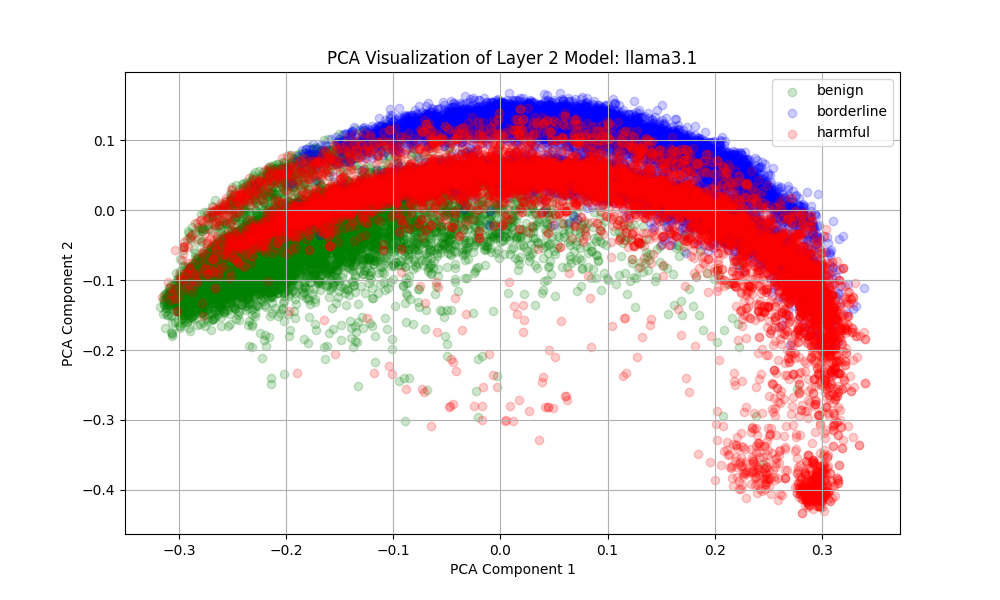 PCA Visualization of Layer 2 Model: llama3.1
benign
borderline
harmful
PCA Component 2
0.1
0.0
−0.1
−0.2
−0.3
−0.4
−0.3
−0.2
−0.1
0.0
0.1
0.2
0.3
PCA Component 1